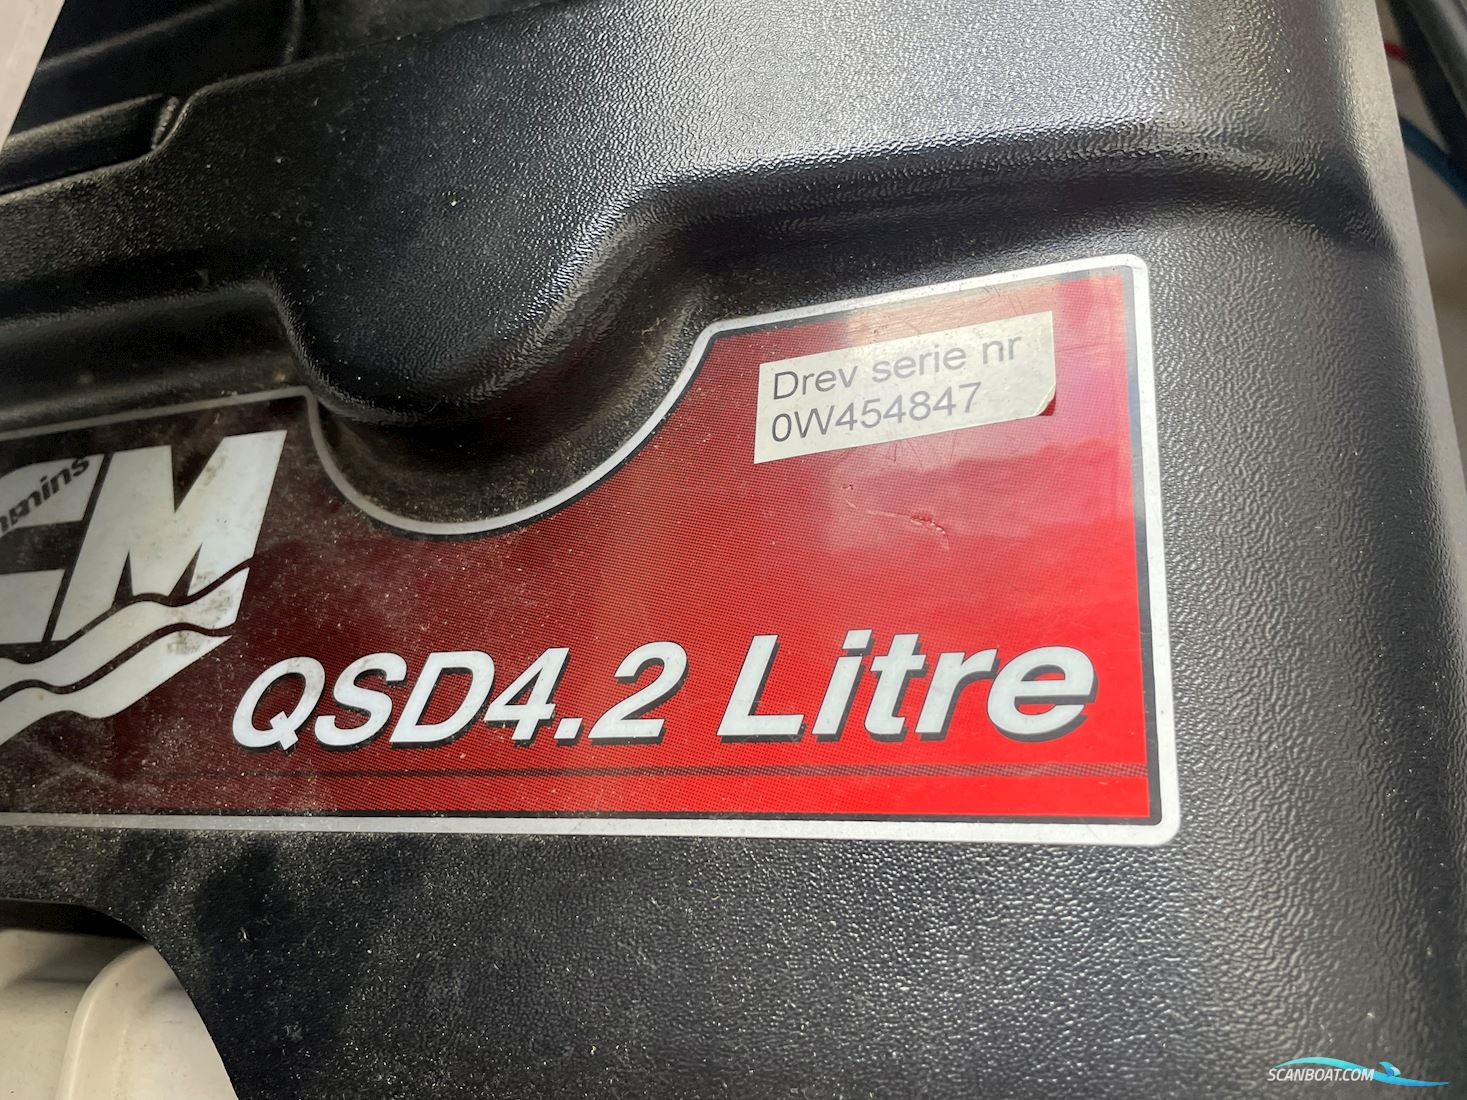 Drev serie nr
0W454847
QSD4.2 Litre
SCANBOAT.COM